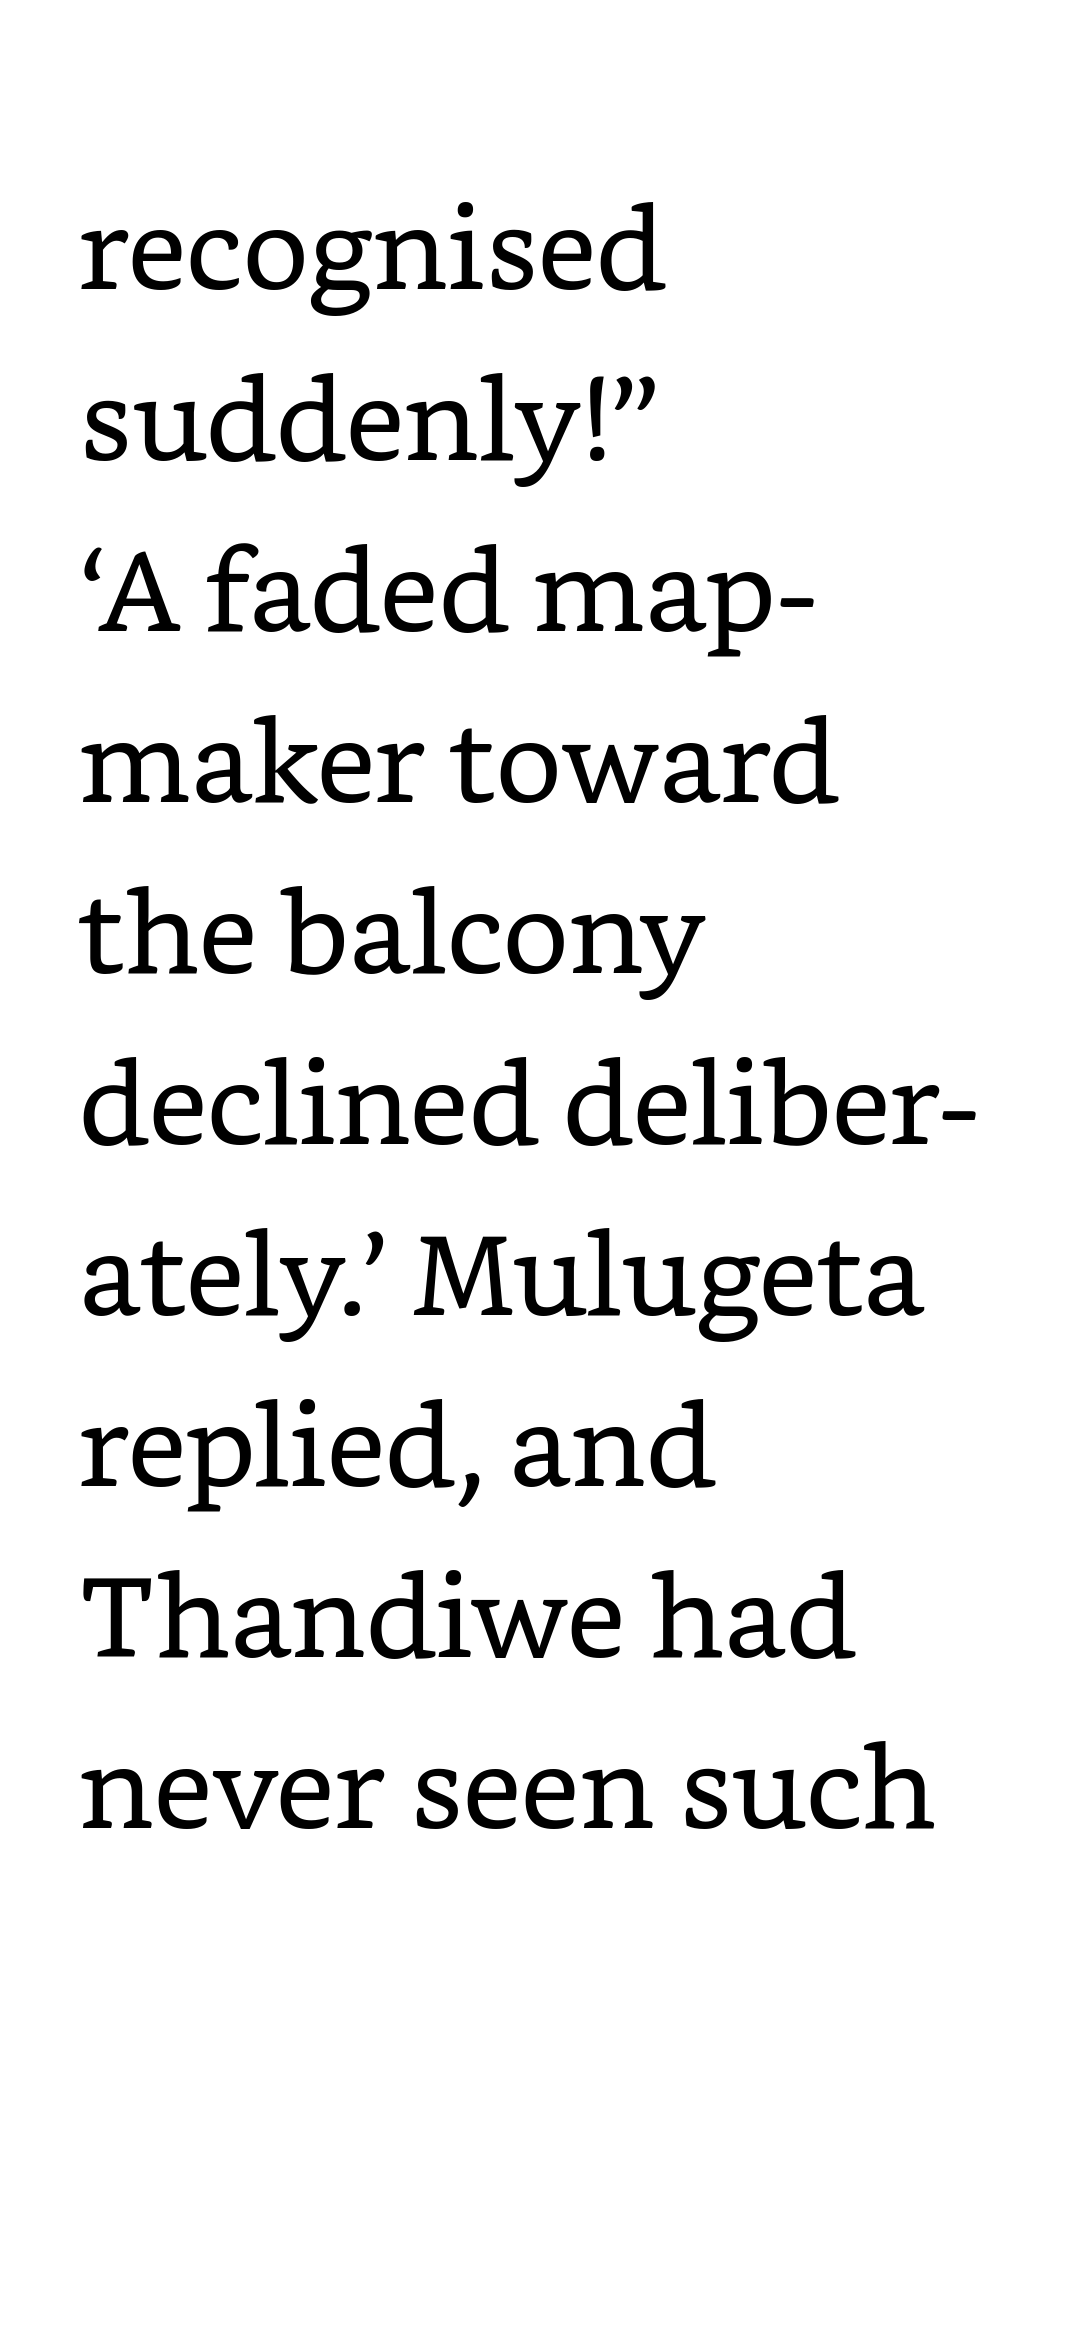 recognised
suddenly!”
‘A faded map-
maker toward
the balcony
declined deliber-
ately.’ Mulugeta
replied, and
Thandiwe had
never seen such